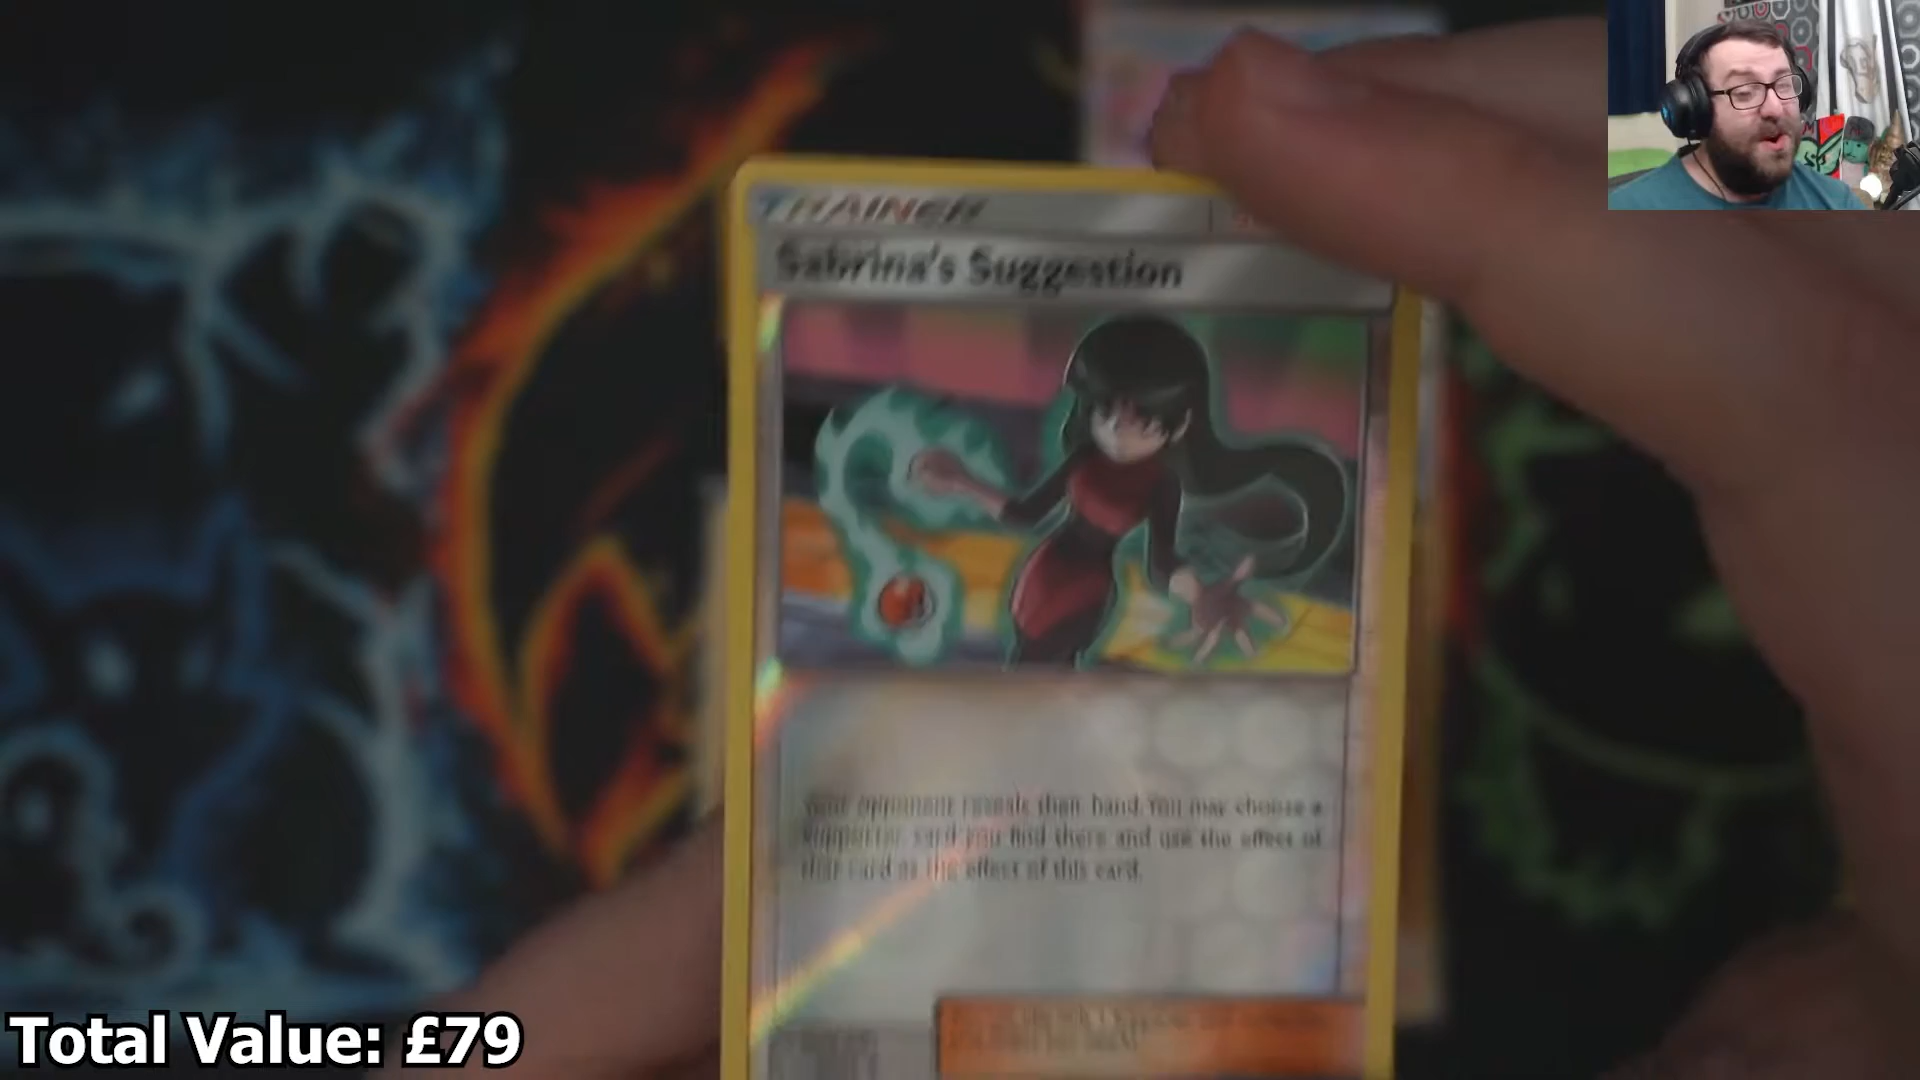 TRAINER
Sabrina's Suggestion
Your opponent reveals their hand. You may choose a
Supporter card you find there and use the effect of
that card as the effect of this card.
Total Value: £79